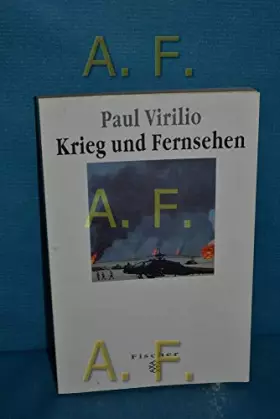 A. F.
Paul Virilio
Krieg und Fernsehen
A. F.
Fischer
A. F.